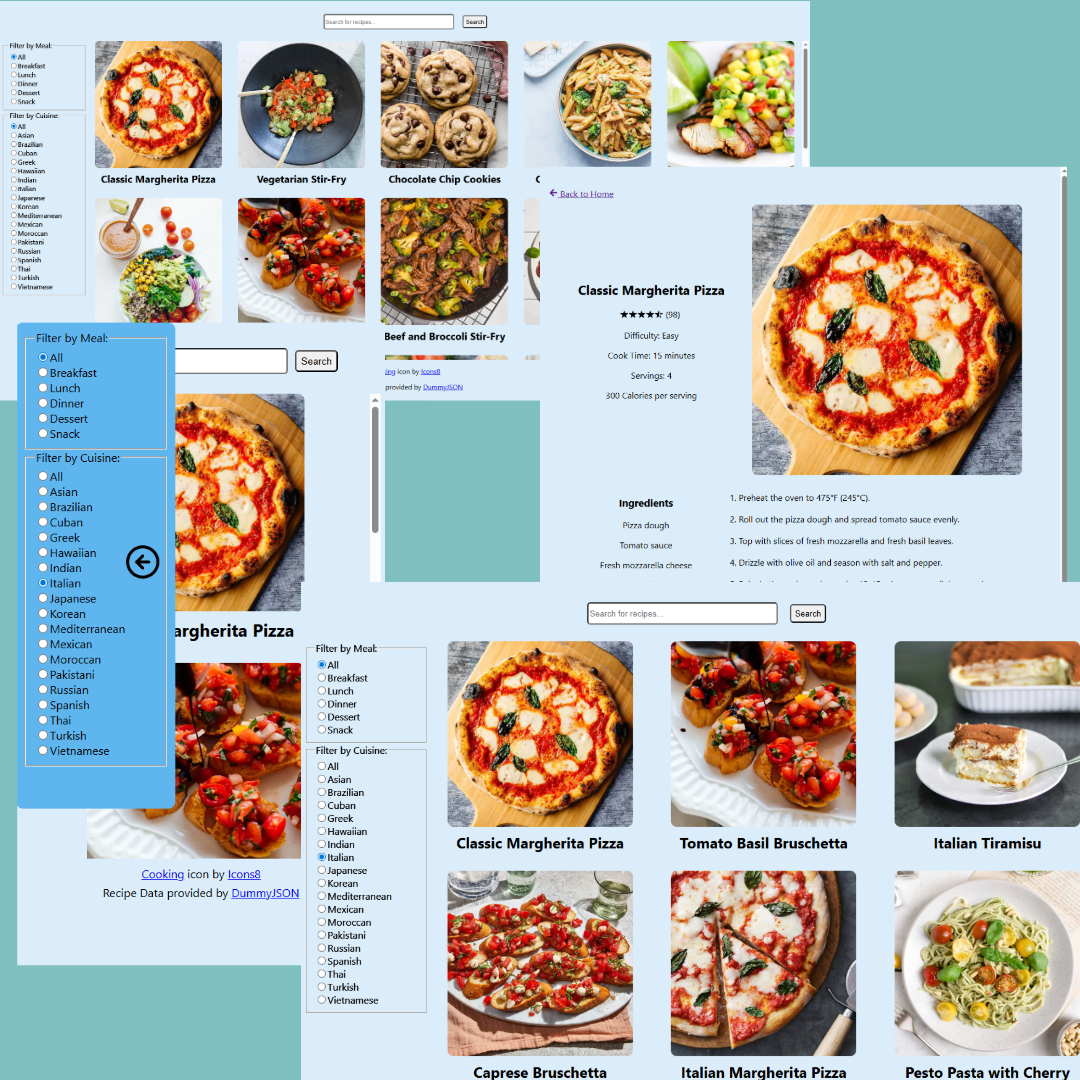 Search for recipes...
Search
Filter by Meal:
All
Breakfast
Lunch
Dinner
Dessert
Snack
Filter by Cuisine:
All
Asian
Brazilian
Cuban
Greek
Hawaiian
Indian
Italian
Japanese
Korean
Mediterranean
Mexican
Moroccan
Pakistani
Russian
Spanish
Thai
Turkish
Vietnamese
Classic Margherita Pizza
Vegetarian Stir-Fry
Chocolate Chip Cookies
Beef and Broccoli Stir-Fry
icon by Icons8
provided by DummyJSON
Back to Home
Classic Margherita Pizza
★★★★⯨ (98)
Difficulty: Easy
Cook Time: 15 minutes
Servings: 4
300 Calories per serving
Ingredients
Pizza dough
Tomato sauce
Fresh mozzarella cheese
1. Preheat the oven to 475°F (245°C).
2. Roll out the pizza dough and spread tomato sauce evenly.
3. Top with slices of fresh mozzarella and fresh basil leaves.
4. Drizzle with olive oil and season with salt and pepper.
Search
Filter by Meal:
All
Breakfast
Lunch
Dinner
Dessert
Snack
Filter by Cuisine:
All
Asian
Brazilian
Cuban
Greek
Hawaiian
Indian
Italian
Japanese
Korean
Mediterranean
Mexican
Moroccan
Pakistani
Russian
Spanish
Thai
Turkish
Vietnamese
argherita Pizza
Cooking icon by Icons8
Recipe Data provided by DummyJSON
Search for recipes...
Search
Filter by Meal:
All
Breakfast
Lunch
Dinner
Dessert
Snack
Filter by Cuisine:
All
Asian
Brazilian
Cuban
Greek
Hawaiian
Indian
Italian
Japanese
Korean
Mediterranean
Mexican
Moroccan
Pakistani
Russian
Spanish
Thai
Turkish
Vietnamese
Classic Margherita Pizza
Tomato Basil Bruschetta
Italian Tiramisu
Caprese Bruschetta
Italian Margherita Pizza
Pesto Pasta with Cherry